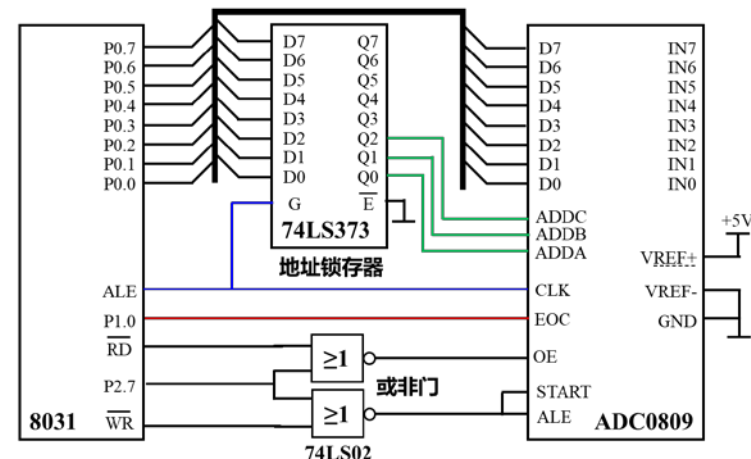 P0.7
P0.6
P0.5
P0.4
P0.3
P0.2
P0.1
P0.0
ALE
P1.0
RD
P2.7
WR
8031
D7 Q7
D6 Q6
D5 Q5
D4 Q4
D3 Q3
D2 Q2
D1 Q1
D0 Q0
G E
74LS373
地址锁存器
≥1
或非门
≥1
74LS02
D7 IN7
D6 IN6
D5 IN5
D4 IN4
D3 IN3
D2 IN2
D1 IN1
D0 IN0
ADDC
ADDB
ADDA
+5V
VREF+
CLK VREF-
EOC GND
OE
START
ALE ADC0809